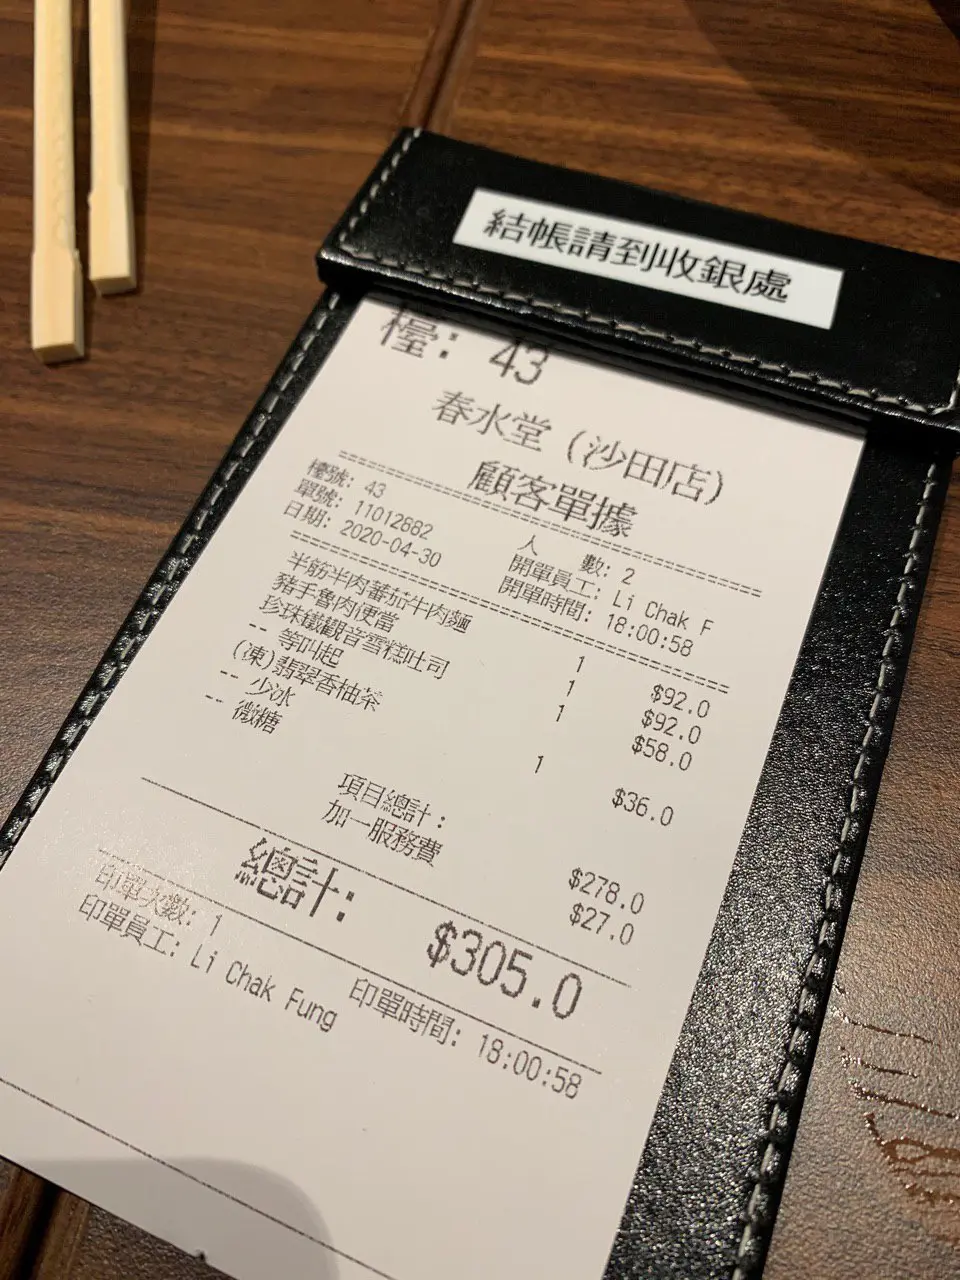 結帳請到收銀處
檯: 43
春水堂 (沙田店)
顧客單據
檯號: 43 人 數: 2
單號: 11012682 開單員工: Li Chak F
日期: 2020-04-30 開單時間: 18:00:58
半筋半肉蕃茄牛肉麵 1 $92.0
豬手魯肉便當 1 $92.0
珍珠鐵觀音雪糕吐司 1 $58.0
-- 等叫起
(凍)翡翠香柚茶 1 $36.0
-- 少冰
-- 微糖
項目總計: $278.0
加一服務費 $27.0
總計: $305.0
印單次數: 1
印單員工: Li Chak Fung 印單時間: 18:00:58